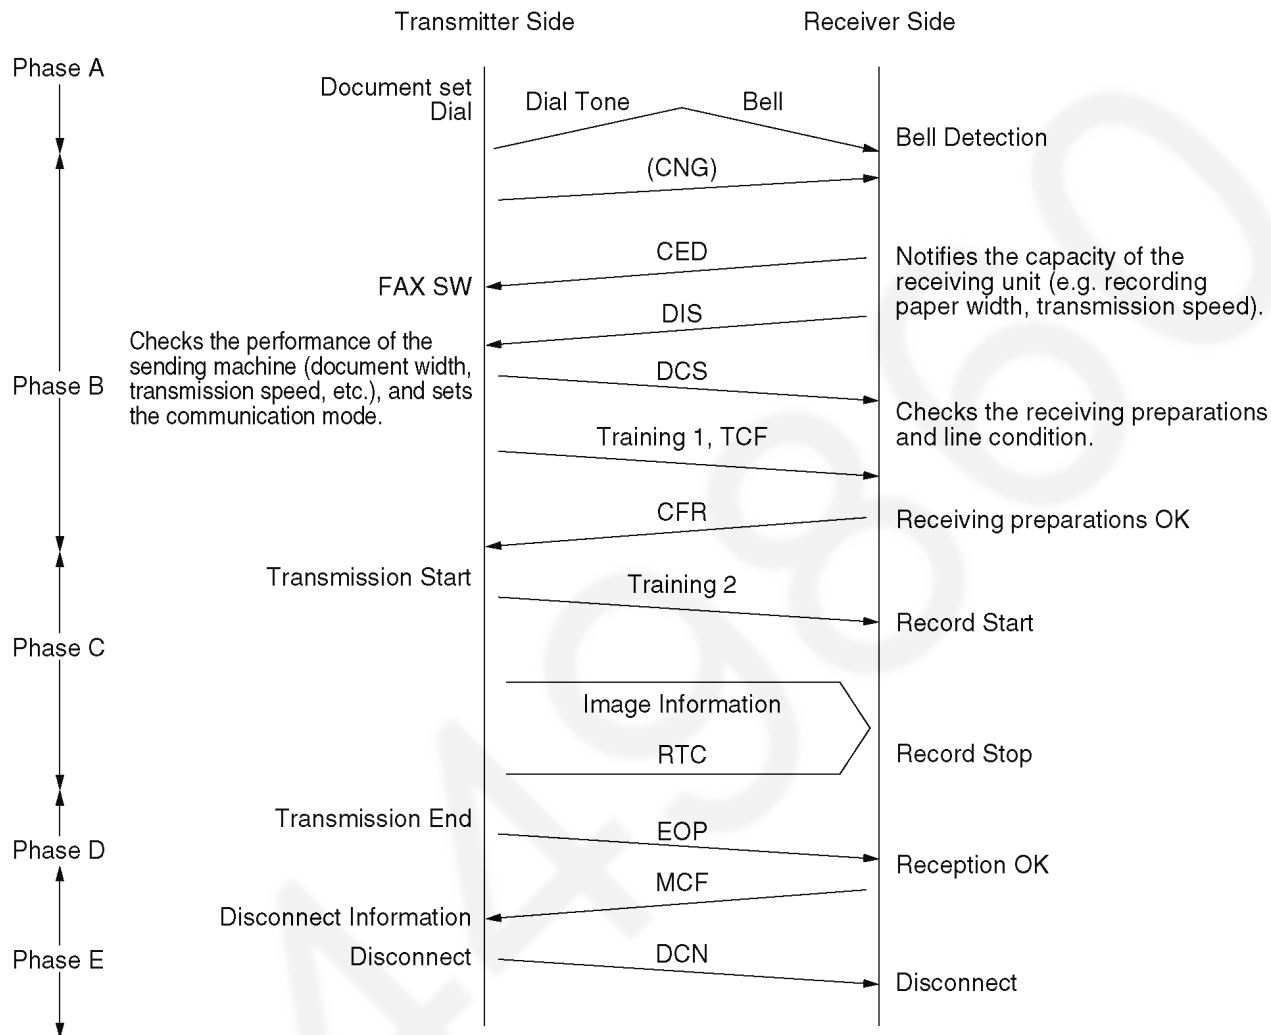 Transmitter Side
Receiver Side
Phase A
Document set
Dial
Dial Tone
Bell
Bell Detection
(CNG)
CED
FAX SW
Notifies the capacity of the
receiving unit (e.g. recording
paper width, transmission speed).
DIS
Checks the performance of the
sending machine (document width,
transmission speed, etc.), and sets
the communication mode.
Phase B
DCS
Checks the receiving preparations
and line condition.
Training 1, TCF
CFR
Receiving preparations OK
Transmission Start
Training 2
Record Start
Phase C
Image Information
RTC
Record Stop
Transmission End
EOP
Phase D
Reception OK
MCF
Disconnect Information
Disconnect
DCN
Phase E
Disconnect
449860